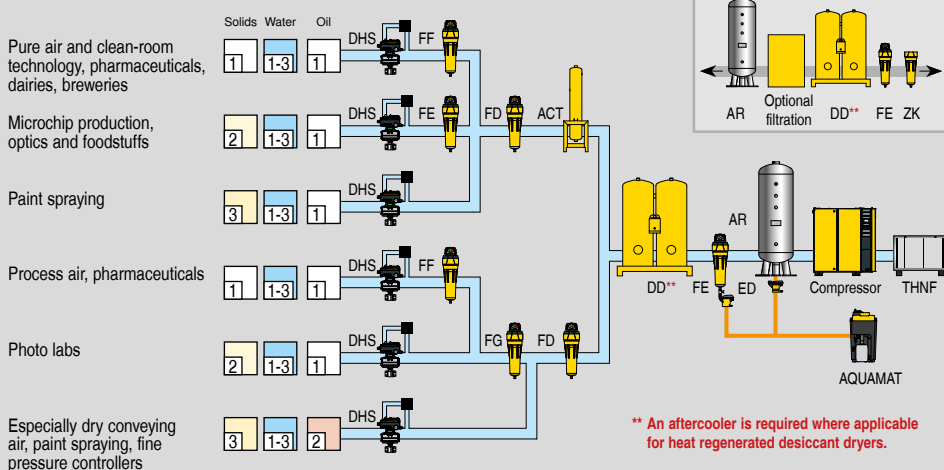 Solids Water Oil
Pure air and clean-room
technology, pharmaceuticals,
dairies, breweries
1 1-3 1
DHS FF
Microchip production,
optics and foodstuffs
2 1-3 1
DHS FE FD ACT
Paint spraying
3 1-3 1
DHS
Process air, pharmaceuticals
1 1-3 1
DHS FF
Photo labs
2 1-3 1
DHS FG FD
Especially dry conveying
air, paint spraying, fine
pressure controllers
3 1-3 2
DHS
AR Optional
filtration DD** FE ZK
AR
DD** FE ED Compressor THNF
AQUAMAT
** An aftercooler is required where applicable
for heat regenerated desiccant dryers.